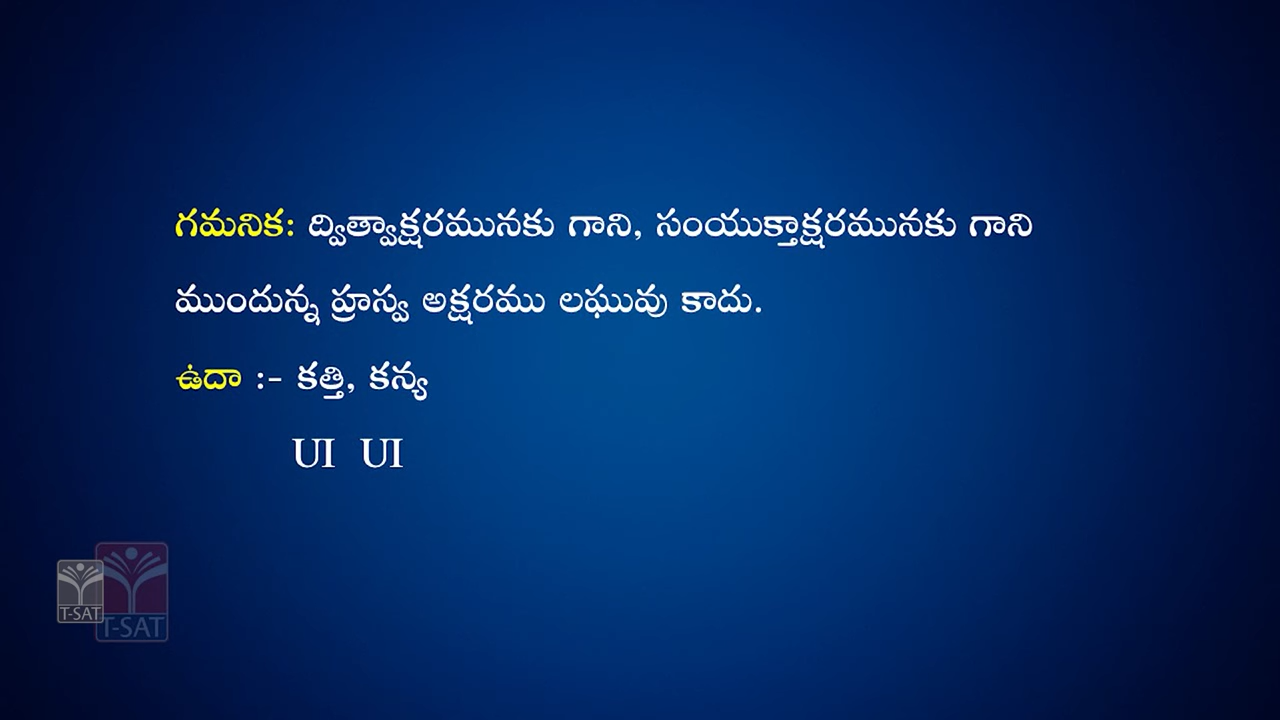 గమనిక: ద్విత్వాక్షరమునకు గాని, సంయుక్తాక్షరమునకు గాని
ముందున్న హ్రస్వ అక్షరము లఘువు కాదు.
ఉదా :- కత్తి, కన్య
UI UI
T-SAT
T-SAT